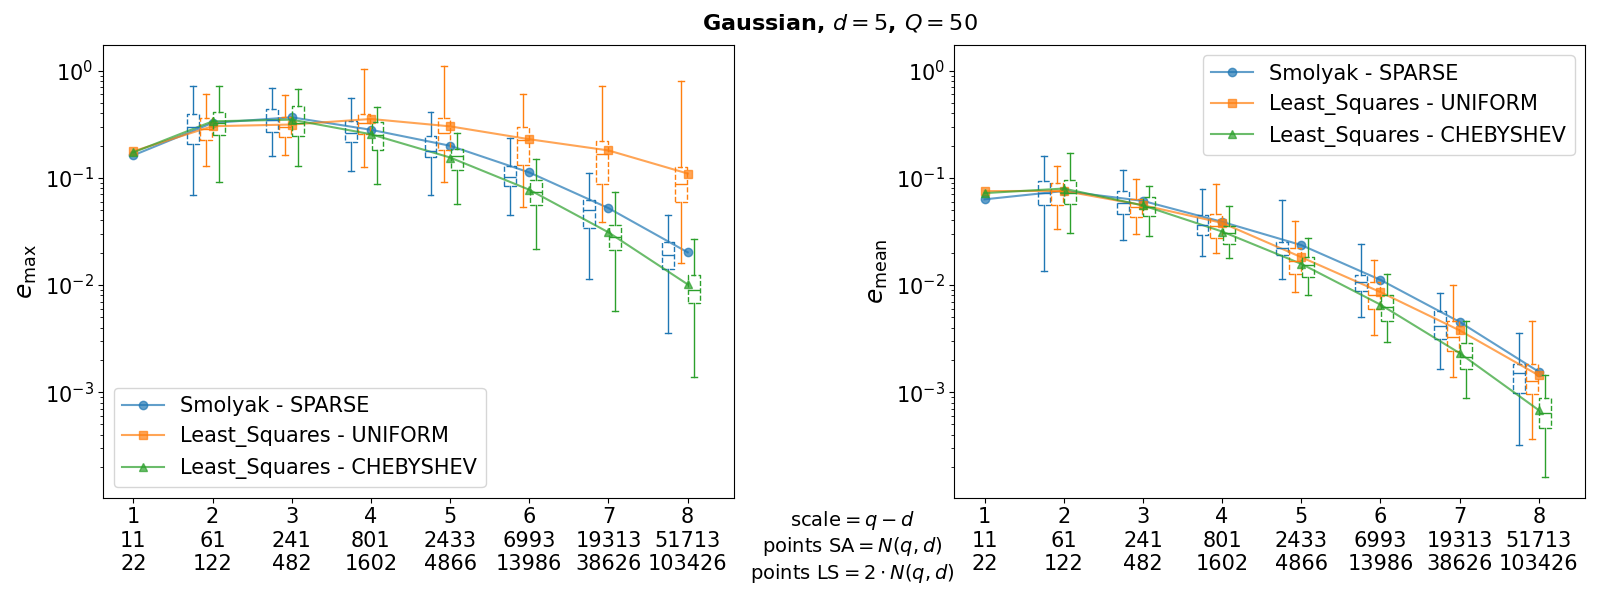 Gaussian, d = 5, Q = 50
10⁰
10⁻¹
10⁻²
10⁻³
e_max
Smolyak - SPARSE
Least_Squares - UNIFORM
Least_Squares - CHEBYSHEV
1 2 3 4 5 6 7 8
11 61 241 801 2433 6993 19313 51713
22 122 482 1602 4866 13986 38626 103426
scale = q − d
points SA = N(q, d)
points LS = 2 · N(q, d)
10⁰
10⁻¹
10⁻²
10⁻³
e_mean
Smolyak - SPARSE
Least_Squares - UNIFORM
Least_Squares - CHEBYSHEV
1 2 3 4 5 6 7 8
11 61 241 801 2433 6993 19313 51713
22 122 482 1602 4866 13986 38626 103426